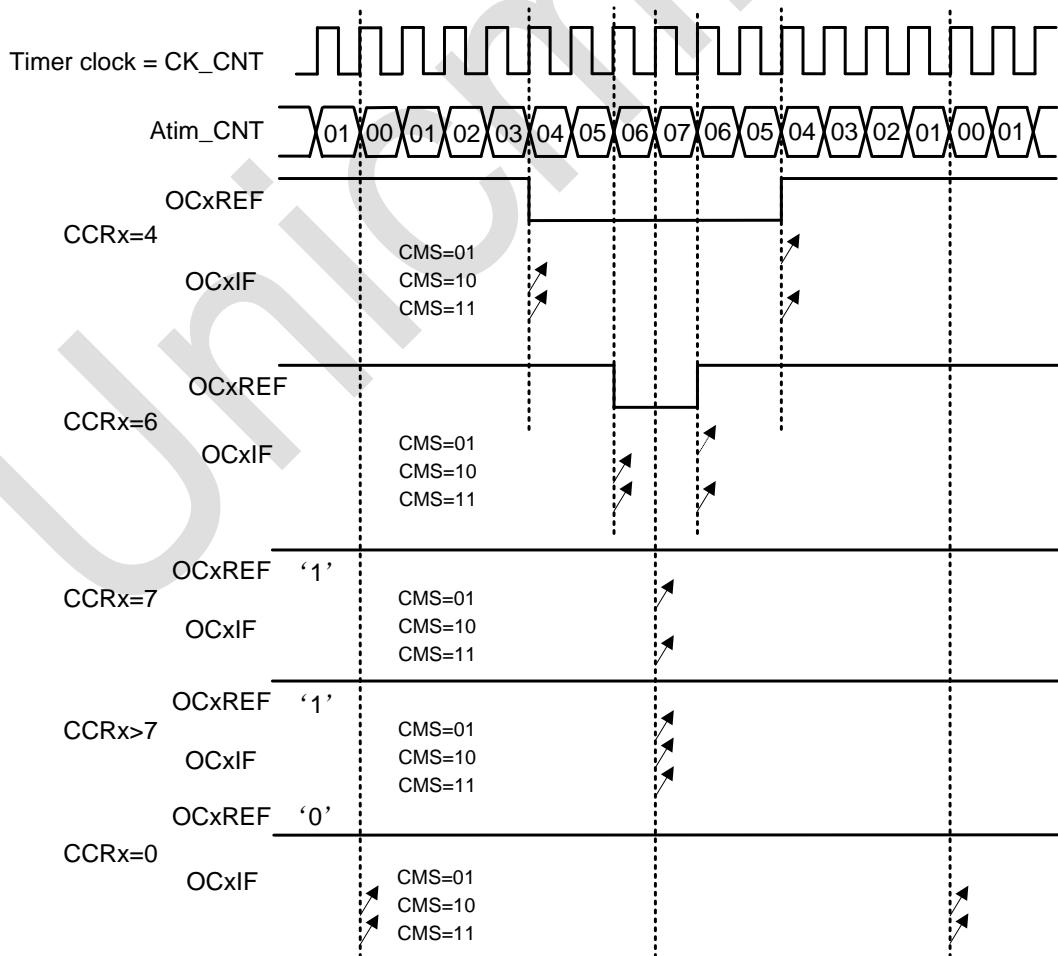 Timer clock = CK_CNT
Atim_CNT
01 00 01 02 03 04 05 06 07 06 05 04 03 02 01 00 01
OCxREF
CCRx=4
CMS=01
OCxIF
CMS=10
CMS=11
OCxREF
CCRx=6
CMS=01
OCxIF
CMS=10
CMS=11
OCxREF ‘1’
CCRx=7
CMS=01
OCxIF
CMS=10
CMS=11
OCxREF ‘1’
CCRx>7
CMS=01
OCxIF
CMS=10
CMS=11
OCxREF ‘0’
CCRx=0
OCxIF
CMS=01
CMS=10
CMS=11